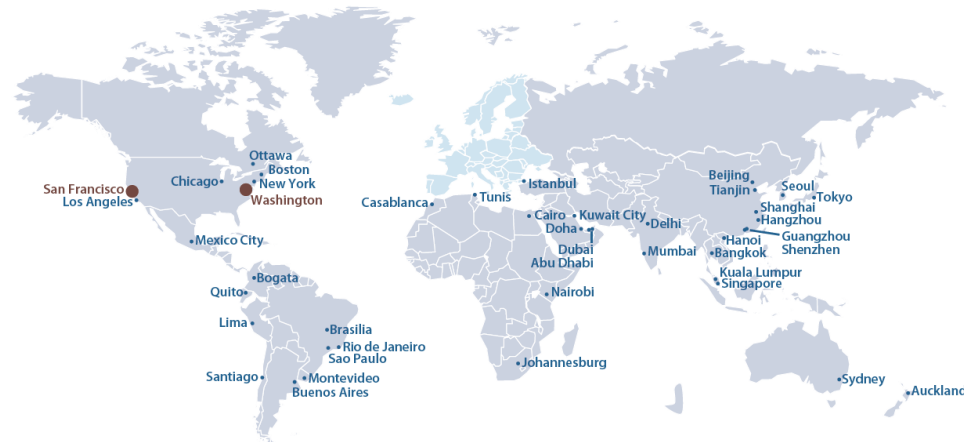 Ottawa
Boston
Chicago
New York
San Francisco
Washington
Los Angeles
Mexico City
Bogata
Quito
Lima
Brasilia
Rio de Janeiro
Sao Paulo
Santiago
Montevideo
Buenos Aires
Casablanca
Tunis
Istanbul
Cairo
Kuwait City
Doha
Dubai
Abu Dhabi
Nairobi
Johannesburg
Delhi
Mumbai
Beijing
Tianjin
Seoul
Tokyo
Shanghai
Hangzhou
Guangzhou
Shenzhen
Hanoi
Bangkok
Kuala Lumpur
Singapore
Sydney
Auckland